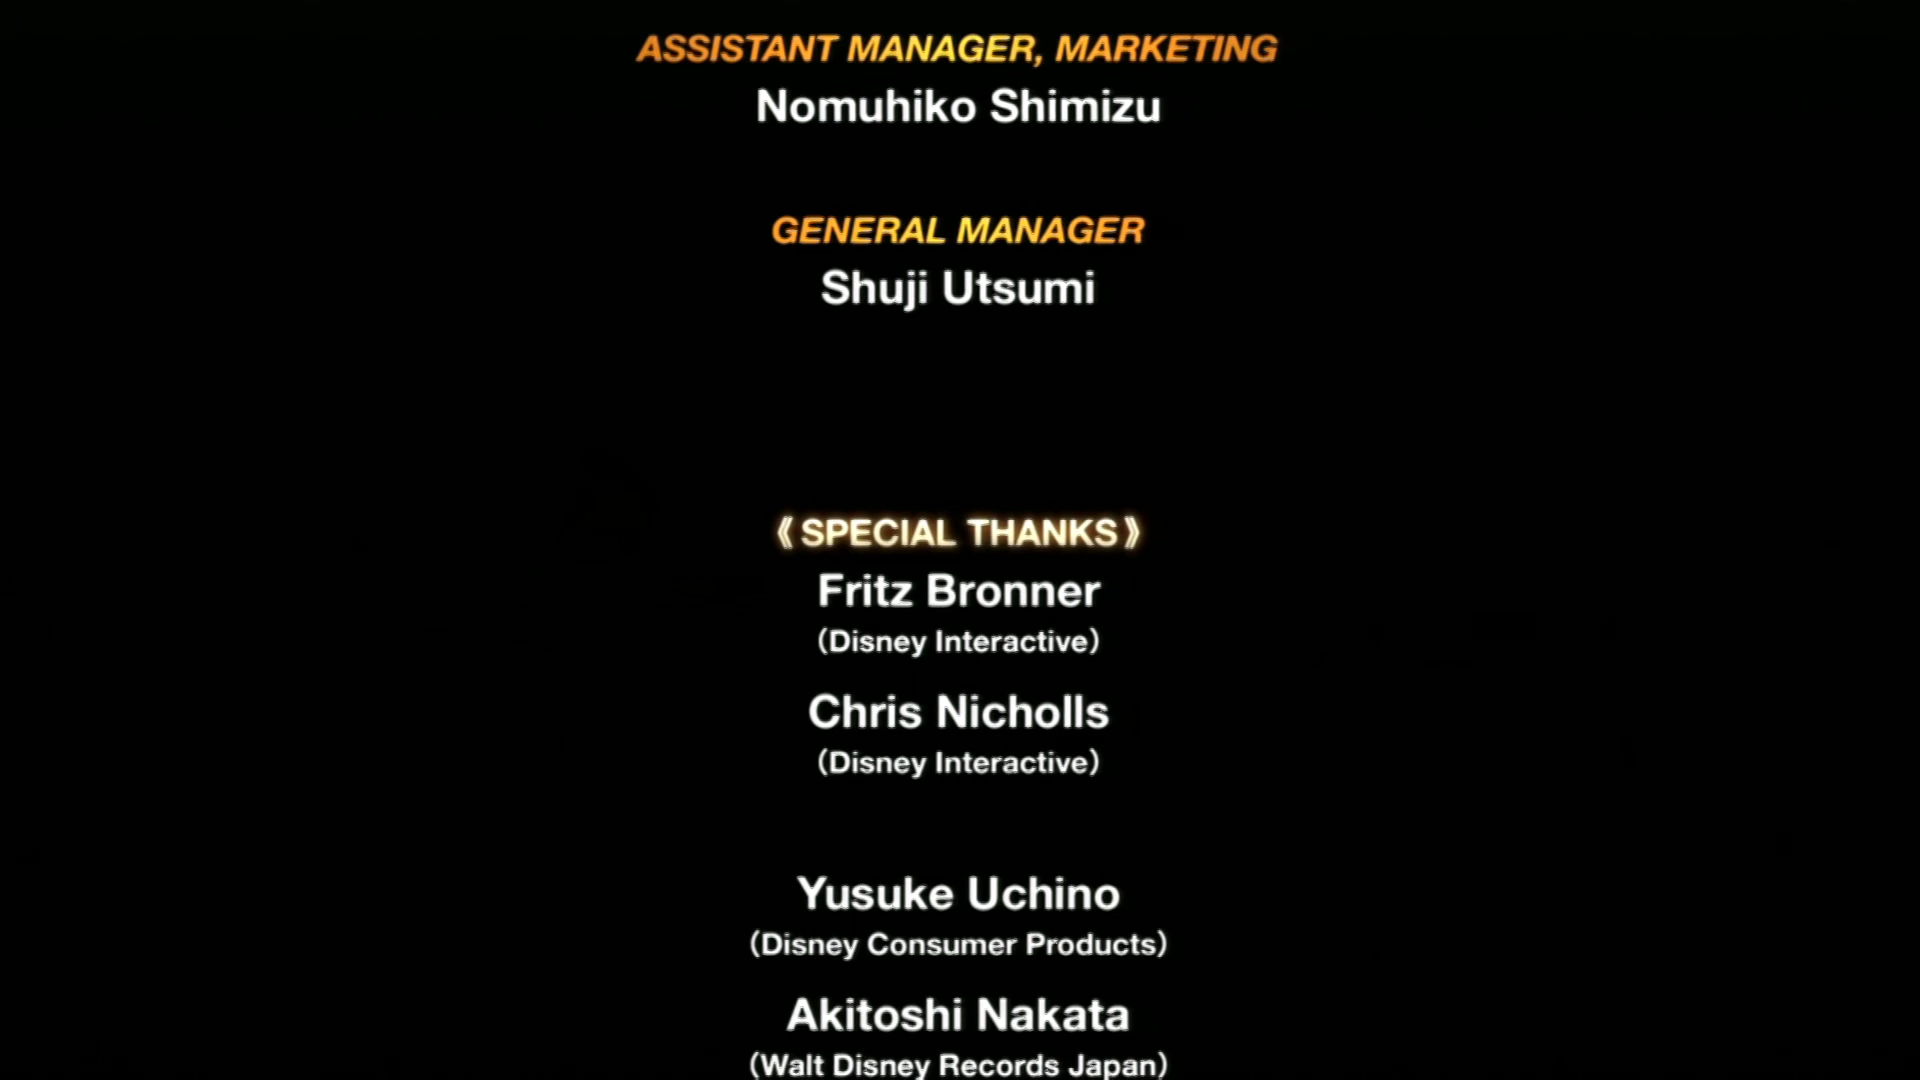 ASSISTANT MANAGER, MARKETING
Nomuhiko Shimizu
GENERAL MANAGER
Shuji Utsumi
《SPECIAL THANKS》
Fritz Bronner
(Disney Interactive)
Chris Nicholls
(Disney Interactive)
Yusuke Uchino
(Disney Consumer Products)
Akitoshi Nakata
(Walt Disney Records Japan)